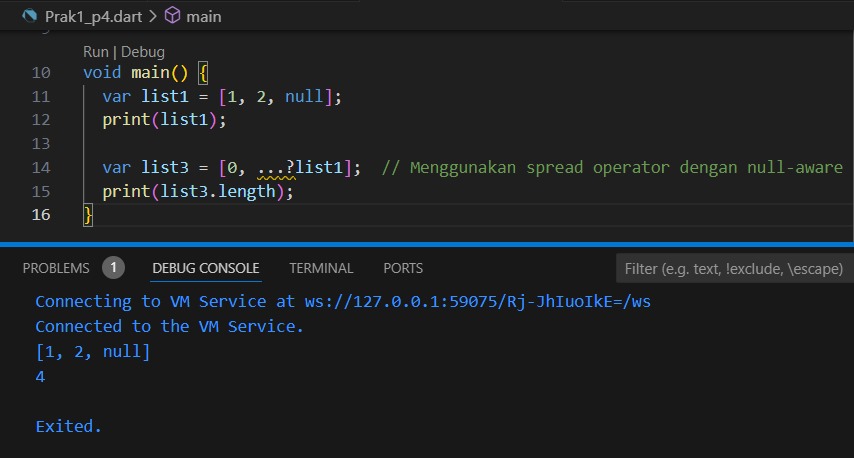 Prak1_p4.dart > main
Run | Debug
10 void main() {
11 var list1 = [1, 2, null];
12 print(list1);
13
14 var list3 = [0, ...?list1]; // Menggunakan spread operator dengan null-aware
15 print(list3.length);
16 }
PROBLEMS 1 DEBUG CONSOLE TERMINAL PORTS Filter (e.g. text, !exclude, \escape)
Connecting to VM Service at ws://127.0.0.1:59075/Rj-JhIuoIkE=/ws
Connected to the VM Service.
[1, 2, null]
4
Exited.